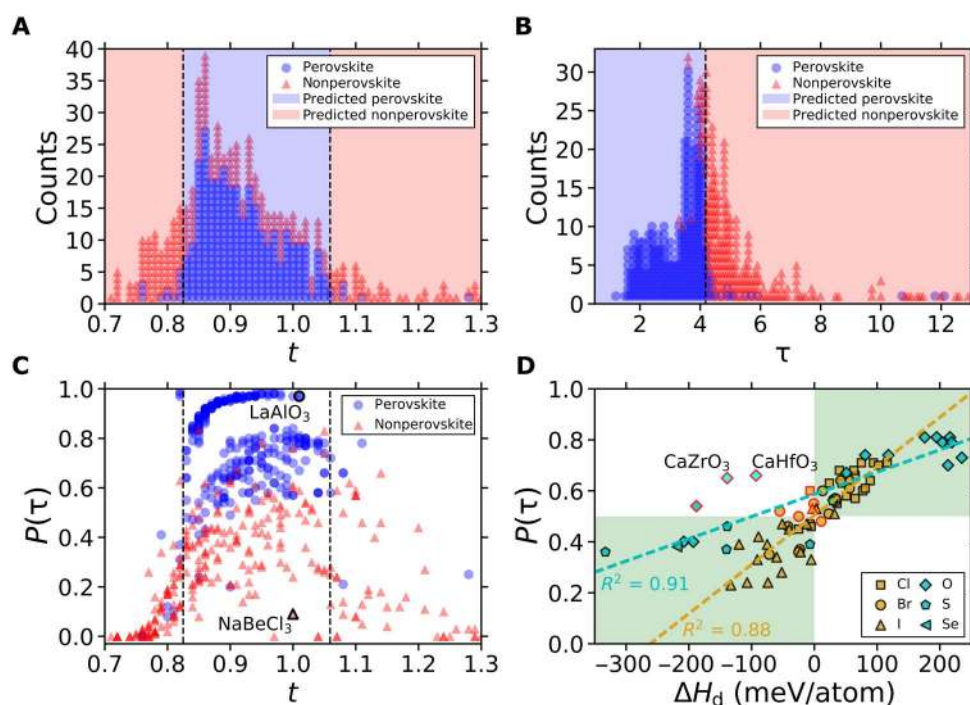 A
B
40
35
30
25
20
15
10
5
0
Counts
Perovskite
Nonperovskite
Predicted perovskite
Predicted nonperovskite
0.7 0.8 0.9 1.0 1.1 1.2 1.3
t
30
25
20
15
10
5
0
Counts
Perovskite
Nonperovskite
Predicted perovskite
Predicted nonperovskite
2 4 6 8 10 12
τ
C
D
1.0
0.8
0.6
0.4
0.2
0.0
P(τ)
LaAlO₃
Perovskite
Nonperovskite
NaBeCl₃
0.7 0.8 0.9 1.0 1.1 1.2 1.3
t
1.0
0.8
0.6
0.4
0.2
0.0
P(τ)
CaZrO₃ CaHfO₃
R² = 0.91
R² = 0.88
Cl O
Br S
I Se
−300 −200 −100 0 100 200
ΔH_d (meV/atom)